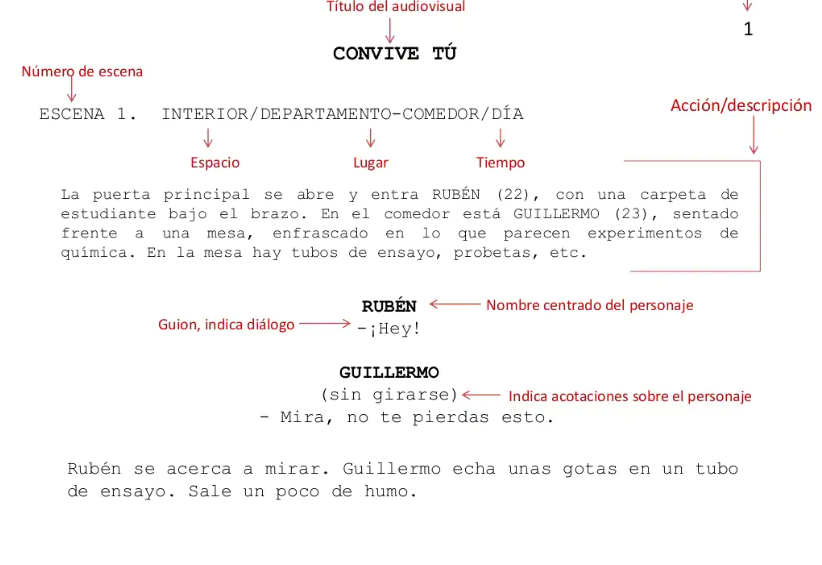 Título del audiovisual
1
CONVIVE TÚ
Número de escena
ESCENA 1. INTERIOR/DEPARTAMENTO-COMEDOR/DÍA
Acción/descripción
Espacio Lugar Tiempo
La puerta principal se abre y entra RUBÉN (22), con una carpeta de
estudiante bajo el brazo. En el comedor está GUILLERMO (23), sentado
frente a una mesa, enfrascado en lo que parecen experimentos de
química. En la mesa hay tubos de ensayo, probetas, etc.
RUBÉN Nombre centrado del personaje
Guion, indica diálogo -¡Hey!
GUILLERMO
(sin girarse) Indica acotaciones sobre el personaje
- Mira, no te pierdas esto.
Rubén se acerca a mirar. Guillermo echa unas gotas en un tubo
de ensayo. Sale un poco de humo.